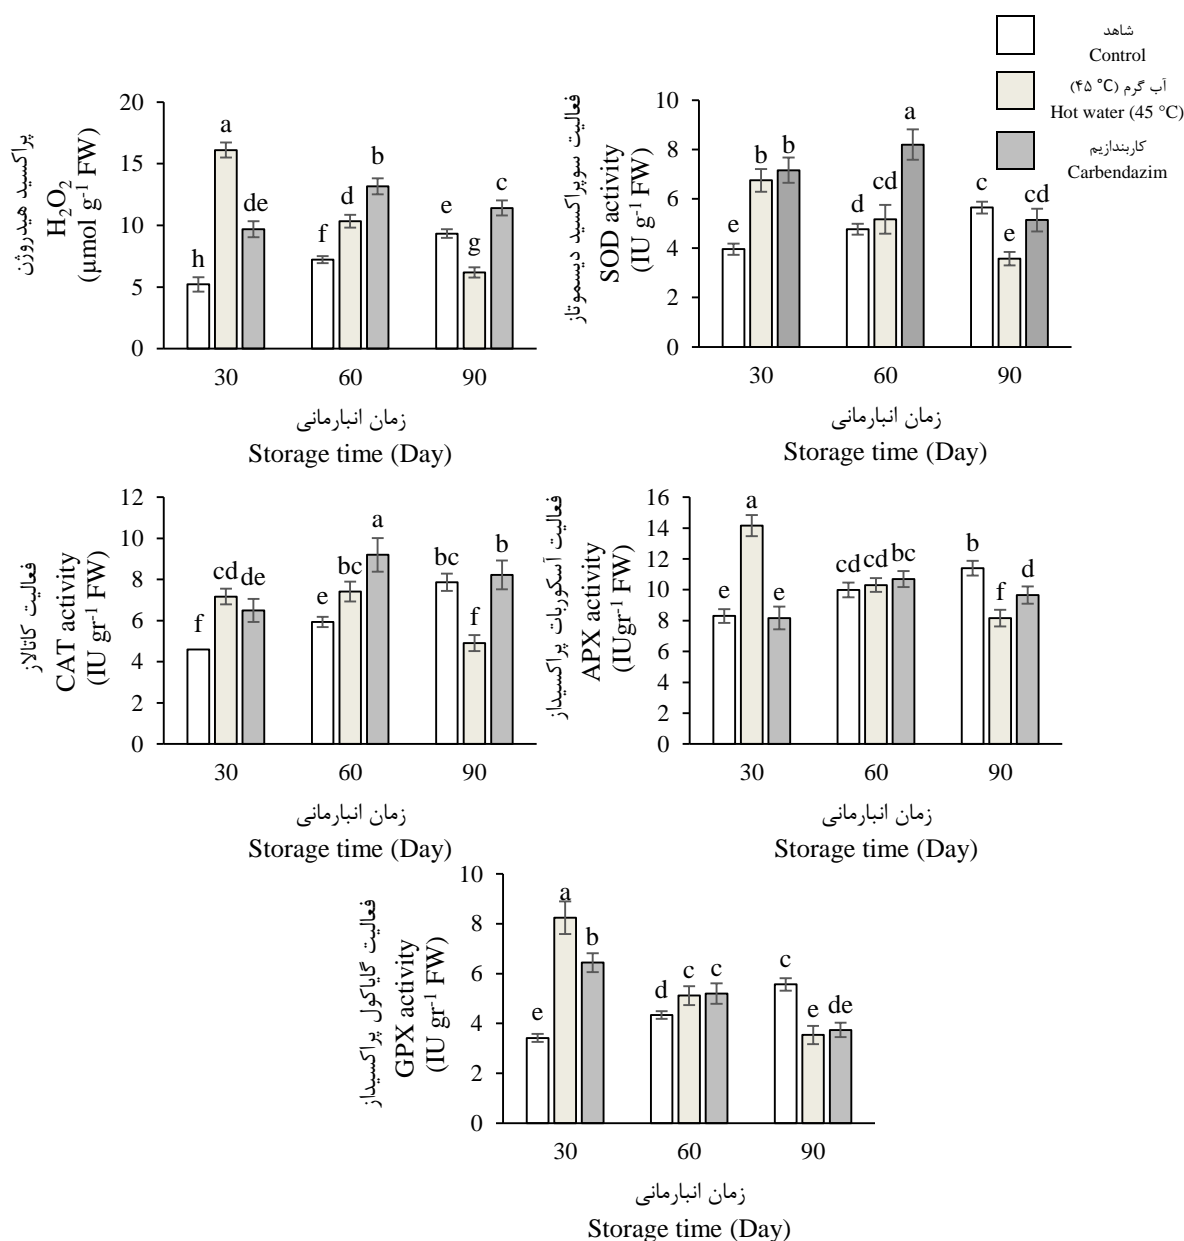 شاهد
Control
آب گرم (۴۵ °C)
Hot water (45 °C)
کاربندازیم
Carbendazim
پراکسید هیدروژن
H₂O₂
(µmol g⁻¹ FW)
20
15
10
5
0
h
a
de
f
d
b
e
g
c
30
60
90
زمان انبارمانی
Storage time (Day)
فعالیت سوپراکسید دیسموتاز
SOD activity
(IU g⁻¹ FW)
10
8
6
4
2
0
e
b
b
d
cd
a
c
e
cd
30
60
90
زمان انبارمانی
Storage time (Day)
فعالیت کاتالاز
CAT activity
(IU gr⁻¹ FW)
12
10
8
6
4
2
0
f
cd
de
e
bc
a
bc
f
b
30
60
90
زمان انبارمانی
Storage time (Day)
فعالیت آسکوربات پراکسیداز
APX activity
(IUgr⁻¹ FW)
16
14
12
10
8
6
4
2
0
e
a
e
cd
cd
bc
b
f
d
30
60
90
زمان انبارمانی
Storage time (Day)
فعالیت گایاکول پراکسیداز
GPX activity
(IU gr⁻¹ FW)
10
8
6
4
2
0
e
a
b
d
c
c
c
e
de
30
60
90
زمان انبارمانی
Storage time (Day)